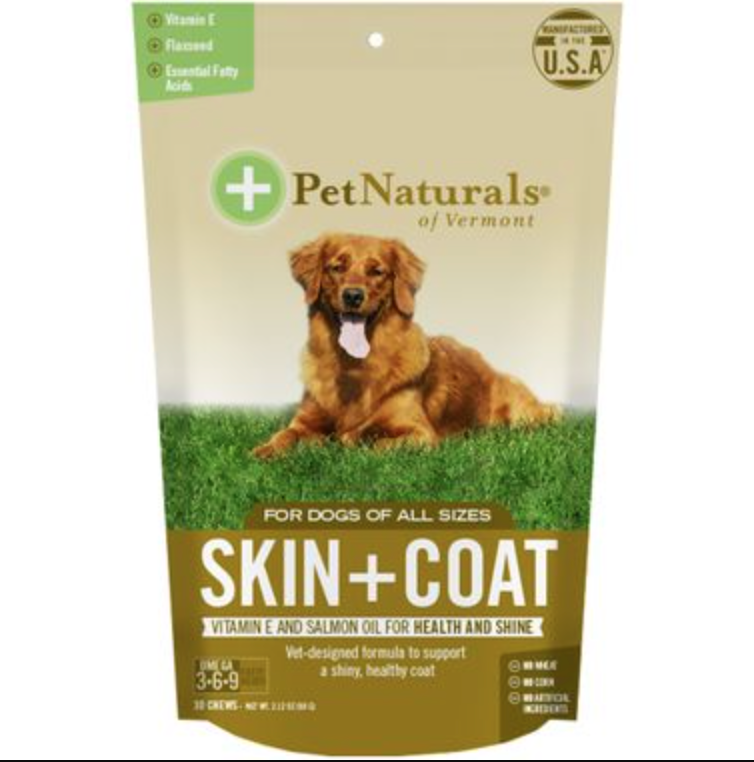 Vitamin E
Flaxseed
Essential Fatty
Acids
MANUFACTURED
IN THE
U.S.A
PetNaturals®
of Vermont
FOR DOGS OF ALL SIZES
SKIN+COAT
VITAMIN E AND SALMON OIL FOR HEALTH AND SHINE
Vet-designed formula to support
a shiny, healthy coat
OMEGA
3•6•9
NO WHEAT
NO CORN
NO ARTIFICIAL
INGREDIENTS
30 CHEWS - NET WT.